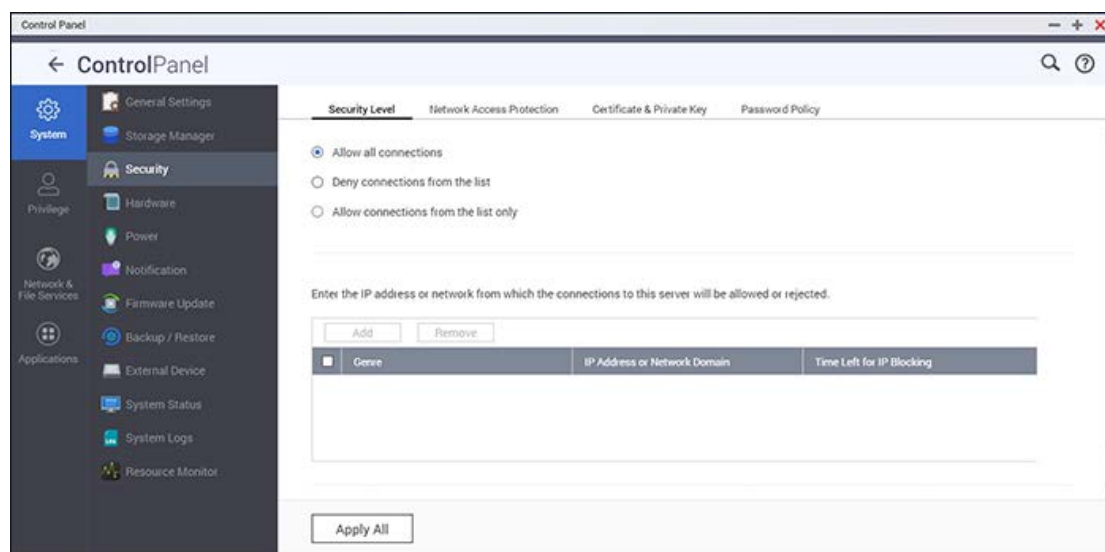 Control Panel
ControlPanel
System
Privilege
Network &
File Services
Applications
General Settings
Storage Manager
Security
Hardware
Power
Notification
Firmware Update
Backup / Restore
External Device
System Status
System Logs
Resource Monitor
Security Level Network Access Protection Certificate & Private Key Password Policy
Allow all connections
Deny connections from the list
Allow connections from the list only
Enter the IP address or network from which the connections to this server will be allowed or rejected.
Add Remove
Genre IP Address or Network Domain Time Left for IP Blocking
Apply All